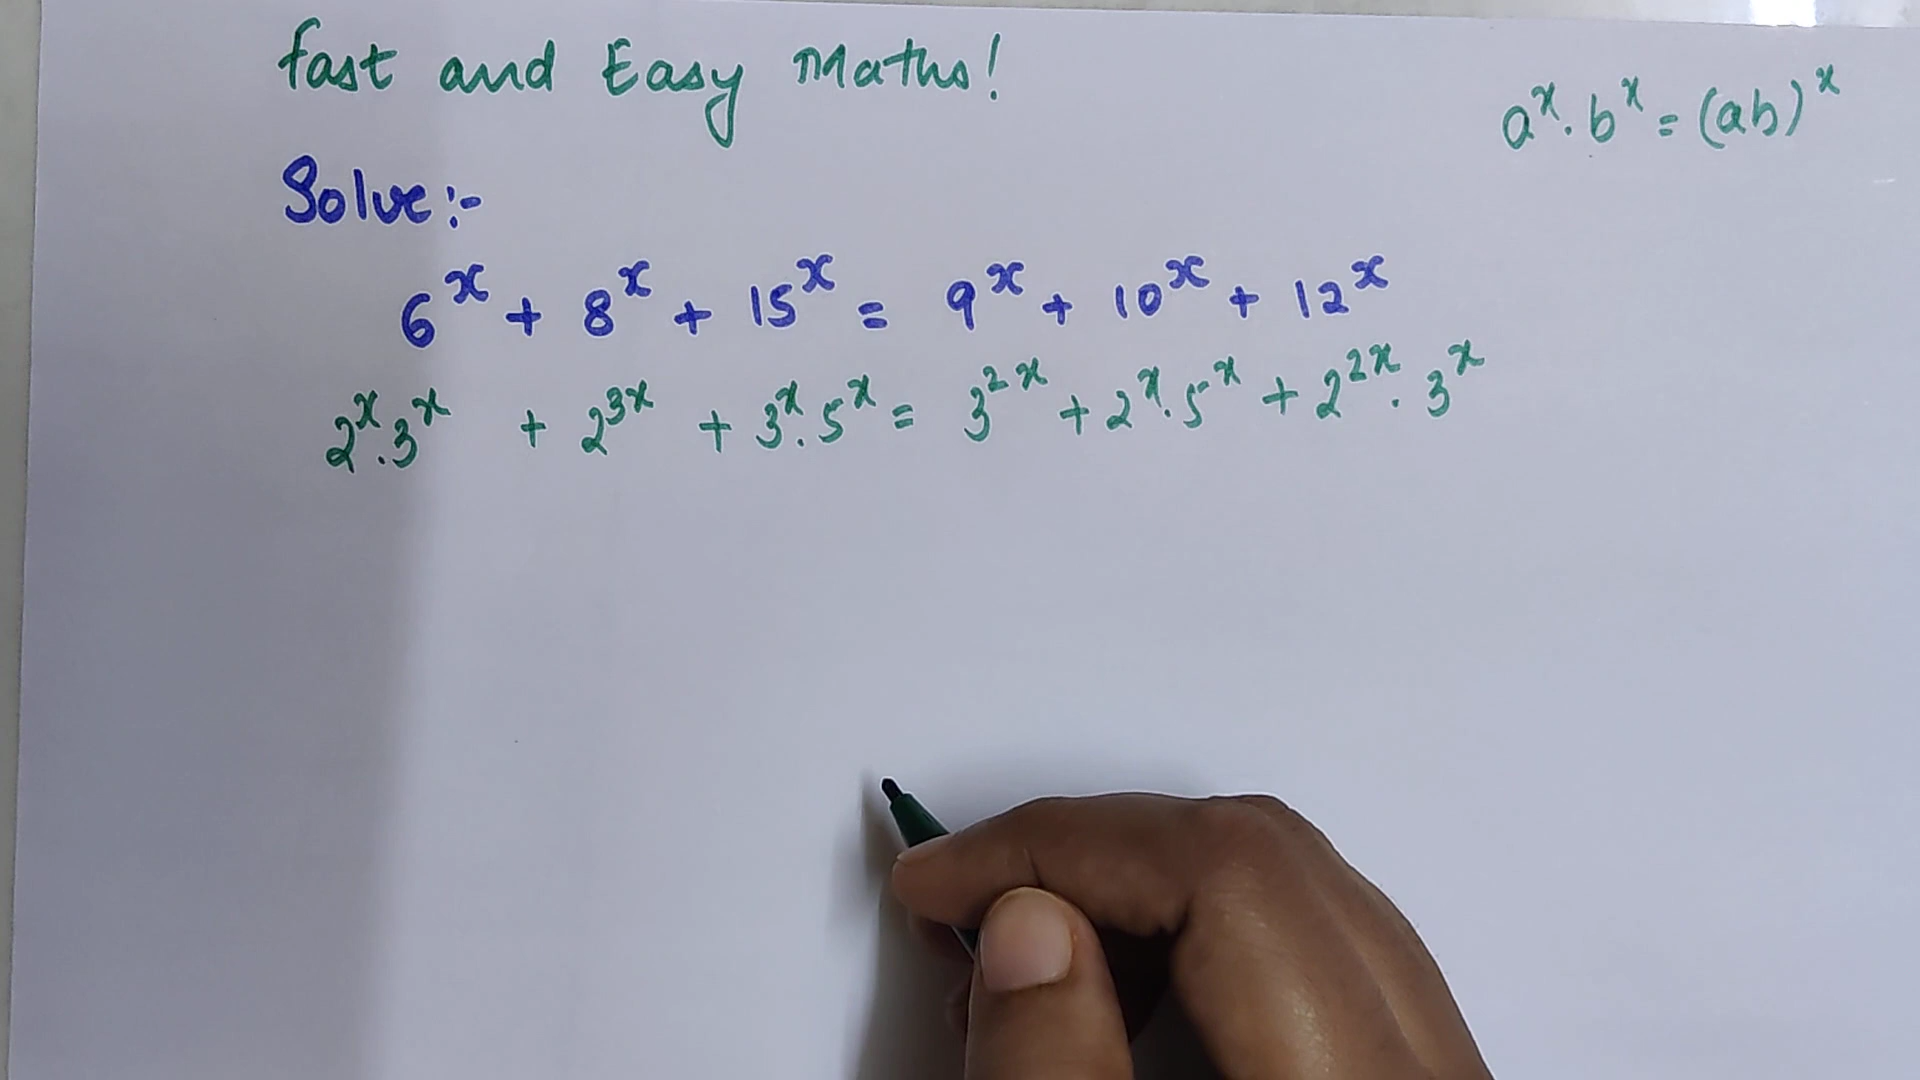 fast and Easy Maths!
a^x . b^x = (ab)^x
Solve :-
6^x + 8^x + 15^x = 9^x + 10^x + 12^x
2^x . 3^x + 2^3x + 3^x . 5^x = 3^2x + 2^x . 5^x + 2^2x . 3^x